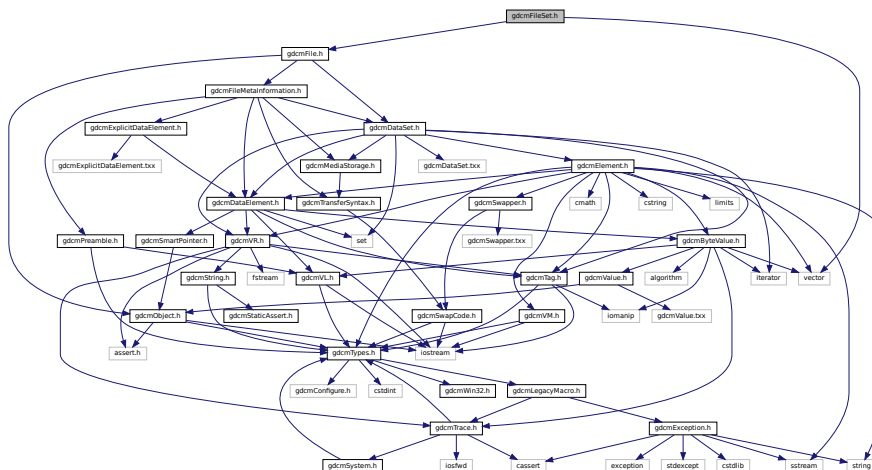 gdcmFileSet.h
gdcmFile.h
gdcmFileMetaInformation.h
gdcmExplicitDataElement.h
gdcmDataSet.h
gdcmExplicitDataElement.txx
gdcmMediaStorage.h
gdcmDataSet.txx
gdcmElement.h
gdcmDataElement.h
gdcmTransferSyntax.h
gdcmSwapper.h
cmath
cstring
limits
gdcmPreamble.h
gdcmSmartPointer.h
gdcmVR.h
set
gdcmSwapper.txx
gdcmByteValue.h
gdcmString.h
fstream
gdcmVL.h
gdcmTag.h
gdcmValue.h
algorithm
iterator
vector
gdcmObject.h
gdcmStaticAssert.h
gdcmSwapCode.h
gdcmVM.h
iomanip
gdcmValue.txx
assert.h
gdcmTypes.h
iostream
gdcmConfigure.h
cstdint
gdcmWin32.h
gdcmLegacyMacro.h
gdcmTrace.h
gdcmException.h
gdcmSystem.h
iosfwd
cassert
exception
stdexcept
cstdlib
sstream
string